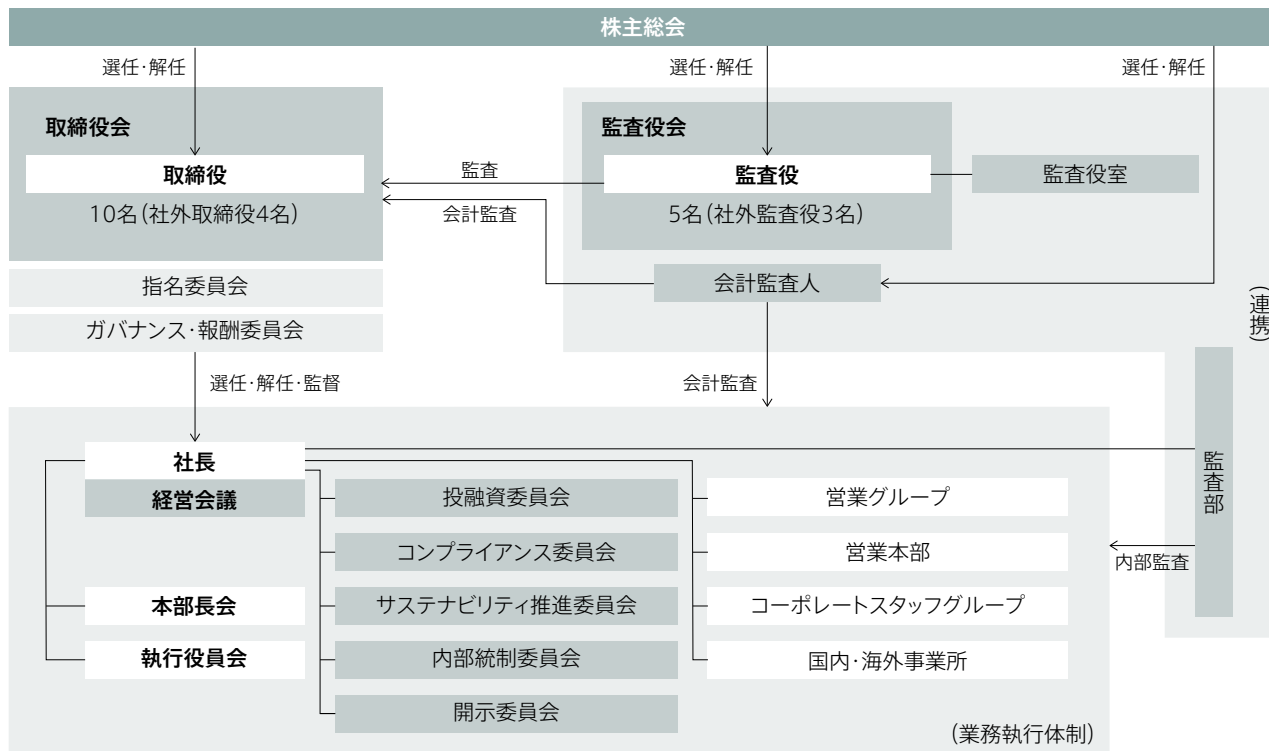 株主総会
選任・解任
選任・解任
選任・解任
取締役会
取締役
10名(社外取締役4名)
監査
会計監査
監査役会
監査役
5名(社外監査役3名)
監査役室
会計監査人
指名委員会
ガバナンス・報酬委員会
(連携)
選任・解任・監督
会計監査
社長
経営会議
本部長会
執行役員会
投融資委員会
コンプライアンス委員会
サステナビリティ推進委員会
内部統制委員会
開示委員会
営業グループ
営業本部
コーポレートスタッフグループ
国内・海外事業所
監査部
内部監査
(業務執行体制)